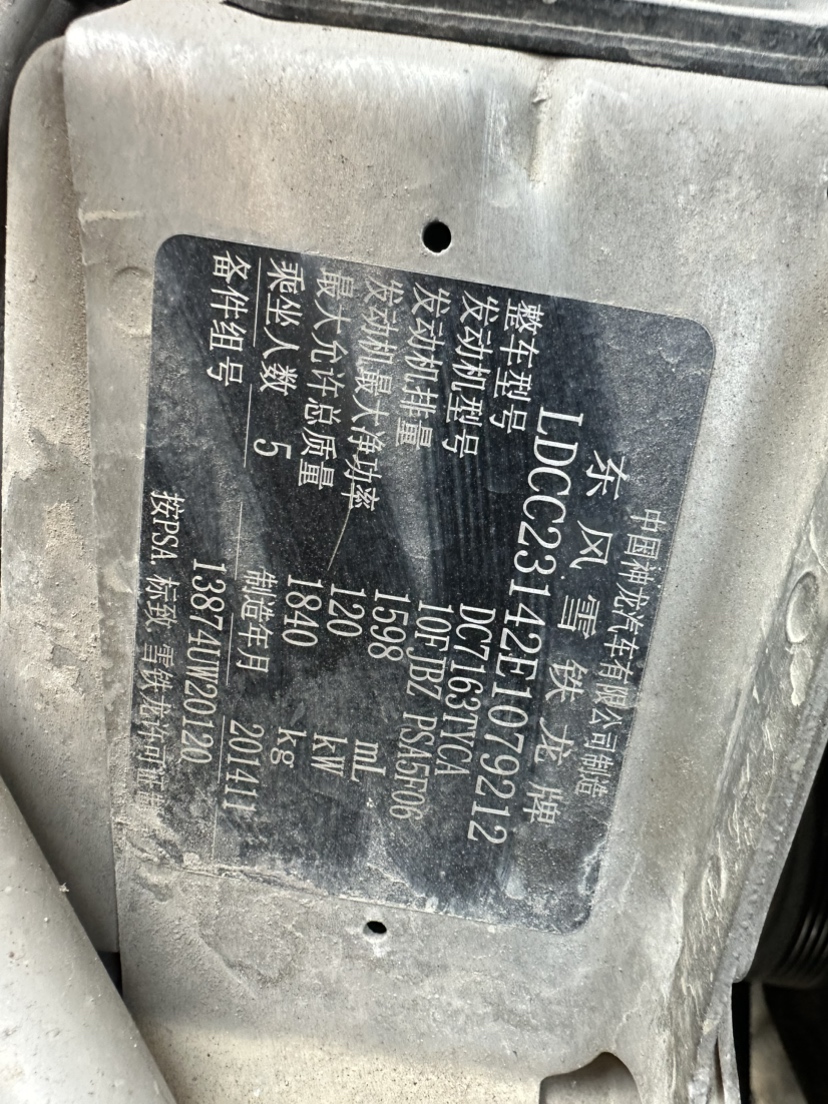 中国神龙汽车有限公司制造
东风雪铁龙牌
LDCC23142E1079212
整车型号 DC7163TYCA
发动机型号 10FJBZ PSA5F06
发动机排量 1598 mL
发动机最大净功率 120 kW
最大允许总质量 1840 kg
乘坐人数 5 制造年月 201411
备件组号 13874UW20120
按PSA 标致 雪铁龙许可证